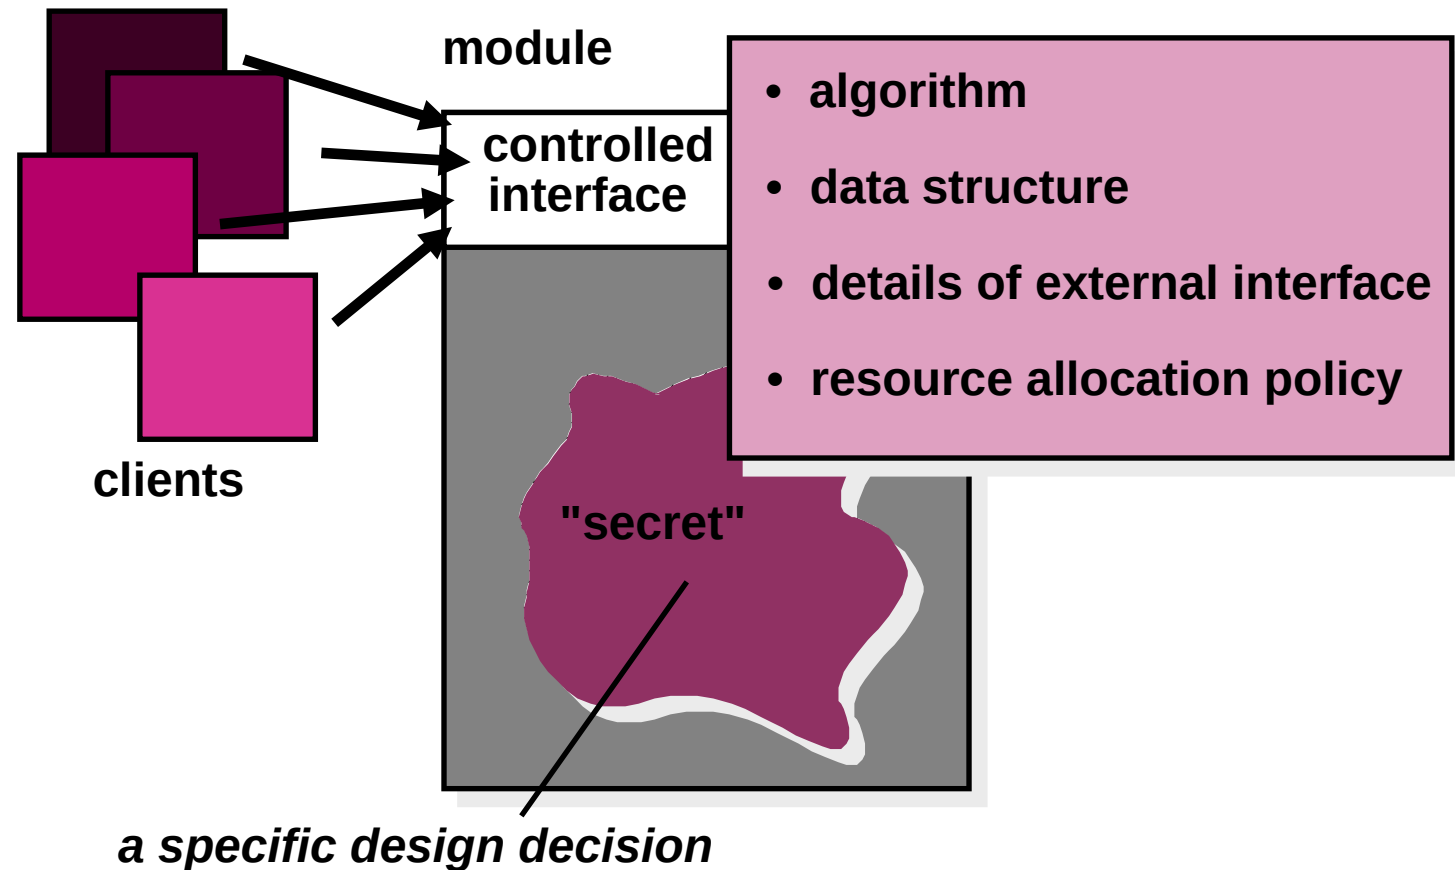 module
controlled
interface
• algorithm
• data structure
• details of external interface
• resource allocation policy
clients
"secret"
a specific design decision